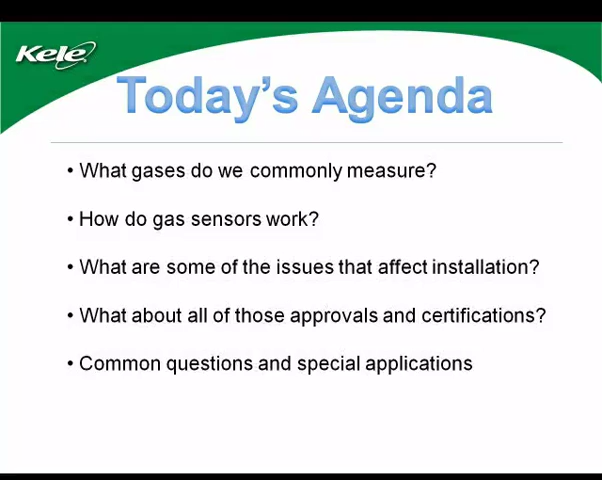 Kele
Today's Agenda
• What gases do we commonly measure?
• How do gas sensors work?
• What are some of the issues that affect installation?
• What about all of those approvals and certifications?
• Common questions and special applications